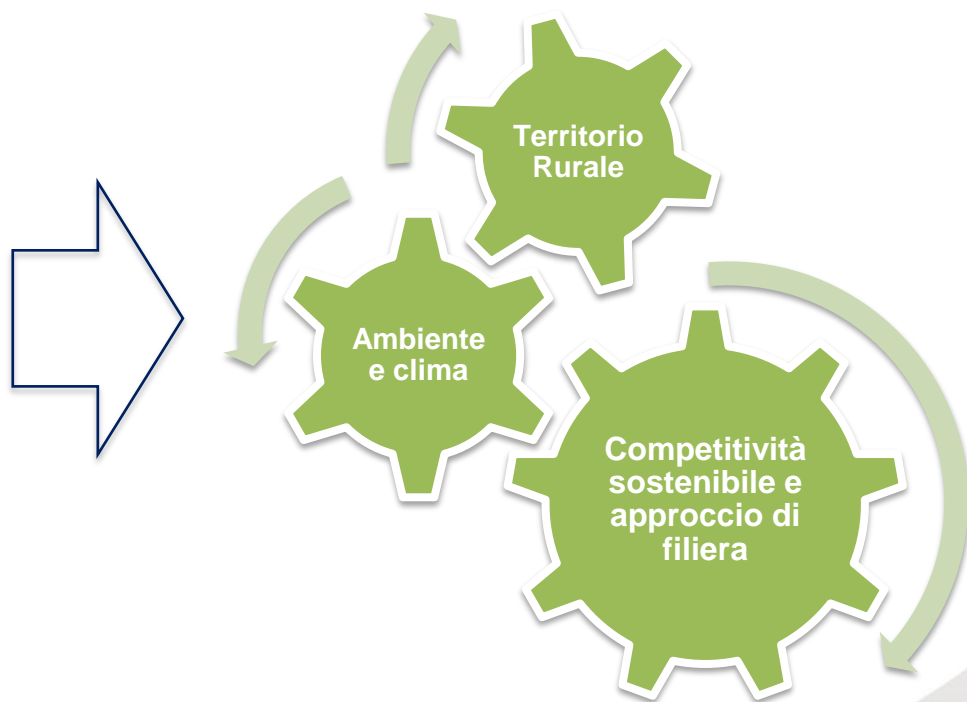 Territorio
Rurale
Ambiente
e clima
Competitività
sostenibile e
approccio di
filiera